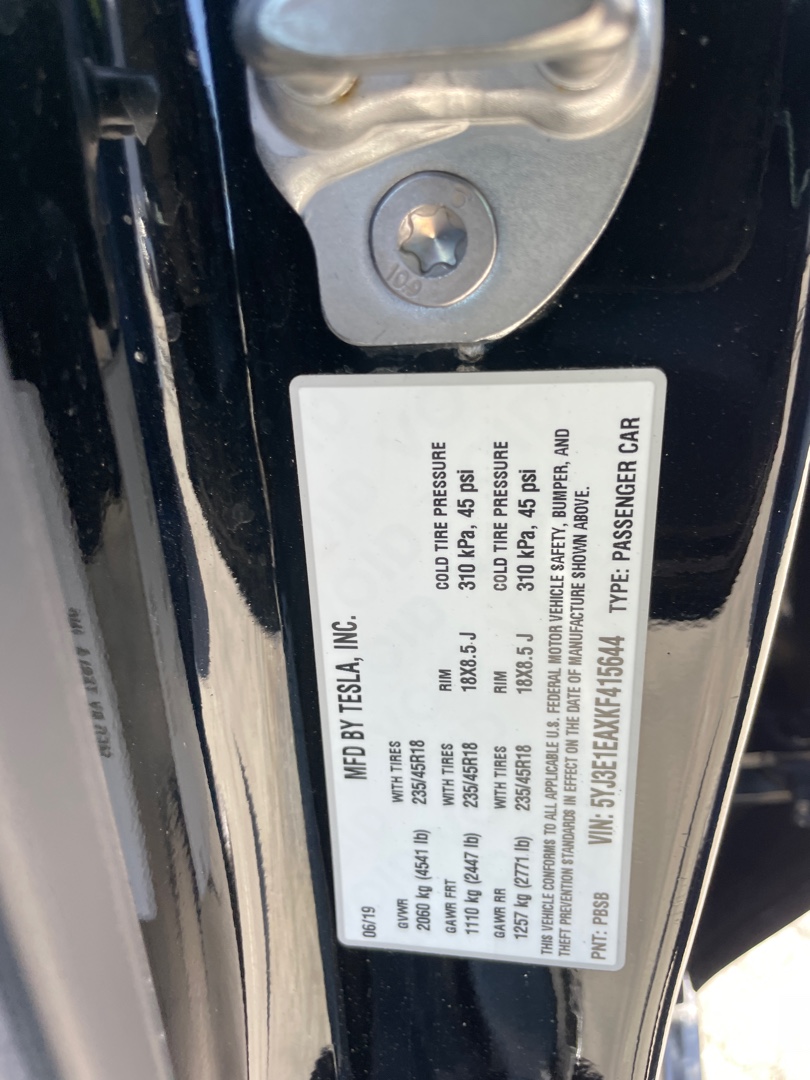 10.9
06/19 MFD BY TESLA, INC.
GVWR WITH TIRES
2060 kg (4541 lb) 235/45R18
GAWR FRT WITH TIRES RIM COLD TIRE PRESSURE
1110 kg (2447 lb) 235/45R18 18X8.5 J 310 kPa, 45 psi
GAWR RR WITH TIRES RIM COLD TIRE PRESSURE
1257 kg (2771 lb) 235/45R18 18X8.5 J 310 kPa, 45 psi
THIS VEHICLE CONFORMS TO ALL APPLICABLE U.S. FEDERAL MOTOR VEHICLE SAFETY, BUMPER, AND
THEFT PREVENTION STANDARDS IN EFFECT ON THE DATE OF MANUFACTURE SHOWN ABOVE.
PNT: PBSB VIN: 5YJ3E1EAXKF415644 TYPE: PASSENGER CAR